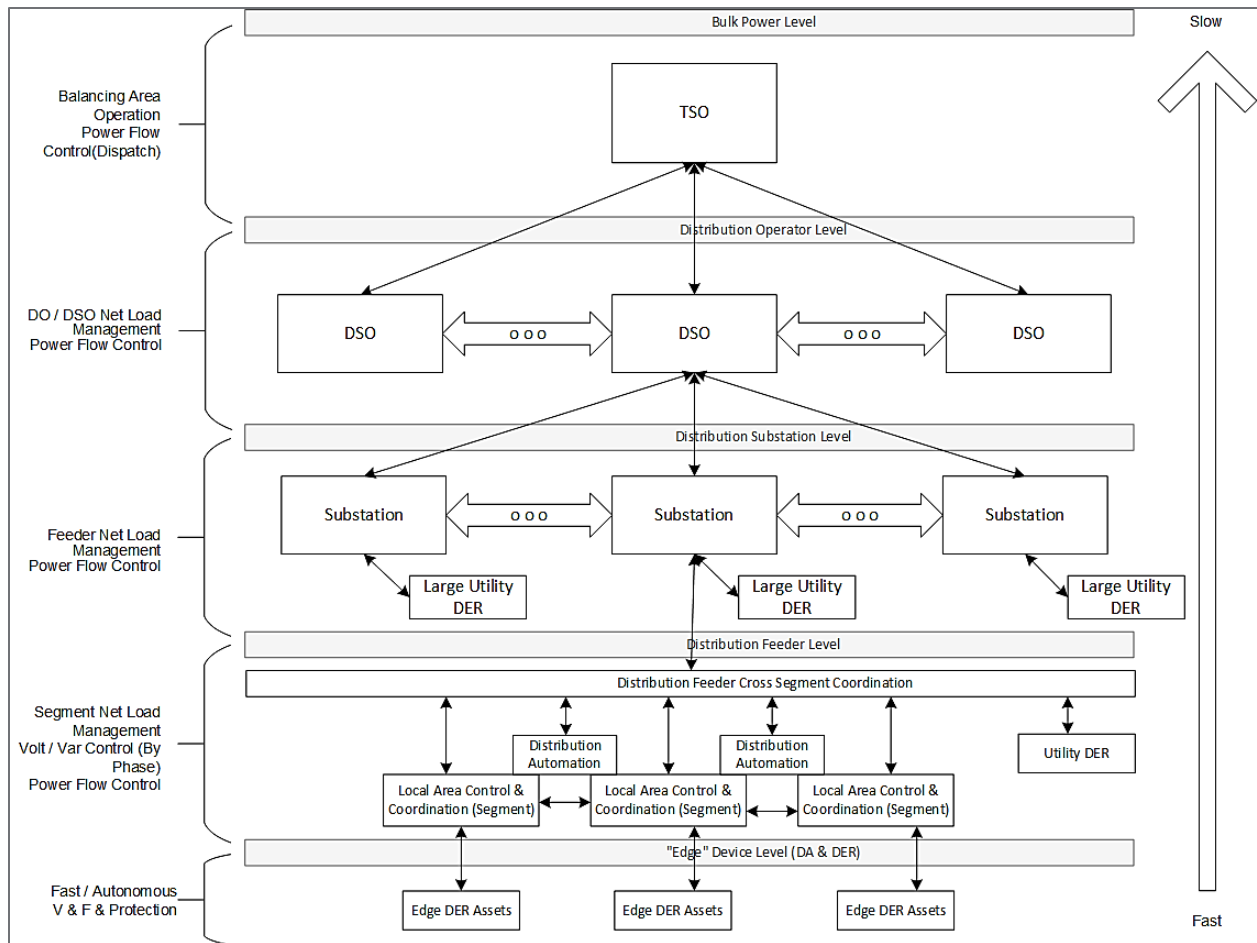 Bulk Power Level
Slow
Balancing Area
Operation
Power Flow
Control(Dispatch)
TSO
Distribution Operator Level
DO / DSO Net Load
Management
Power Flow Control
DSO
o o o
DSO
o o o
DSO
Distribution Substation Level
Feeder Net Load
Management
Power Flow Control
Substation
o o o
Substation
o o o
Substation
Large Utility
DER
Large Utility
DER
Large Utility
DER
Distribution Feeder Level
Distribution Feeder Cross Segment Coordination
Segment Net Load
Management
Volt / Var Control (By
Phase)
Power Flow Control
Distribution
Automation
Distribution
Automation
Utility DER
Local Area Control &
Coordination (Segment)
Local Area Control &
Coordination (Segment)
Local Area Control &
Coordination (Segment)
"Edge" Device Level (DA & DER)
Fast / Autonomous
V & F & Protection
Edge DER Assets
Edge DER Assets
Edge DER Assets
Fast